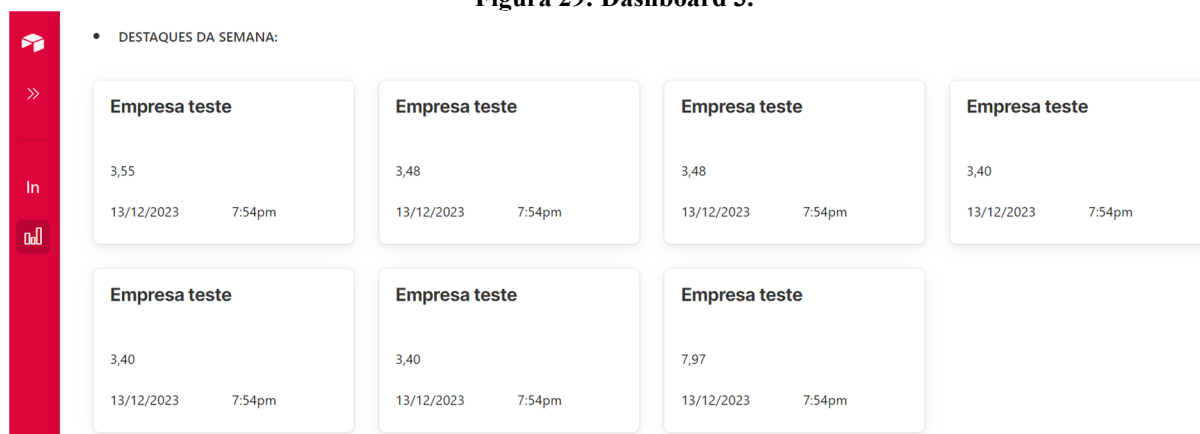 Figura 29: Dashboard 3.
• DESTAQUES DA SEMANA:
Empresa teste
3,55
13/12/2023 7:54pm
Empresa teste
3,48
13/12/2023 7:54pm
Empresa teste
3,48
13/12/2023 7:54pm
Empresa teste
3,40
13/12/2023 7:54pm
In
Empresa teste
3,40
13/12/2023 7:54pm
Empresa teste
3,40
13/12/2023 7:54pm
Empresa teste
7,97
13/12/2023 7:54pm